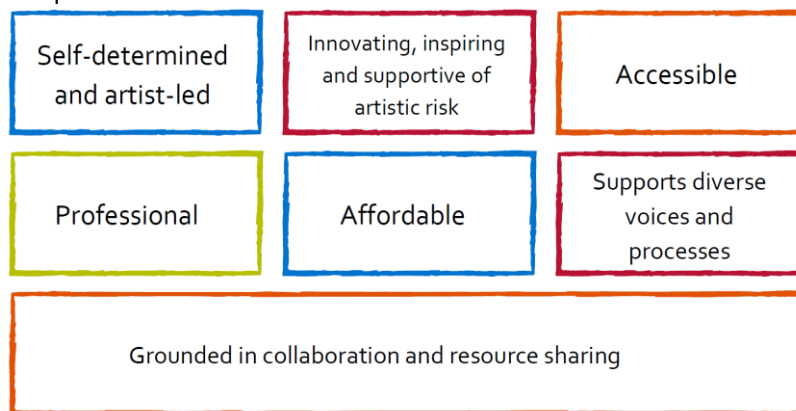 Self-determined
and artist-led
Innovating, inspiring
and supportive of
artistic risk
Accessible
Professional
Affordable
Supports diverse
voices and
processes
Grounded in collaboration and resource sharing